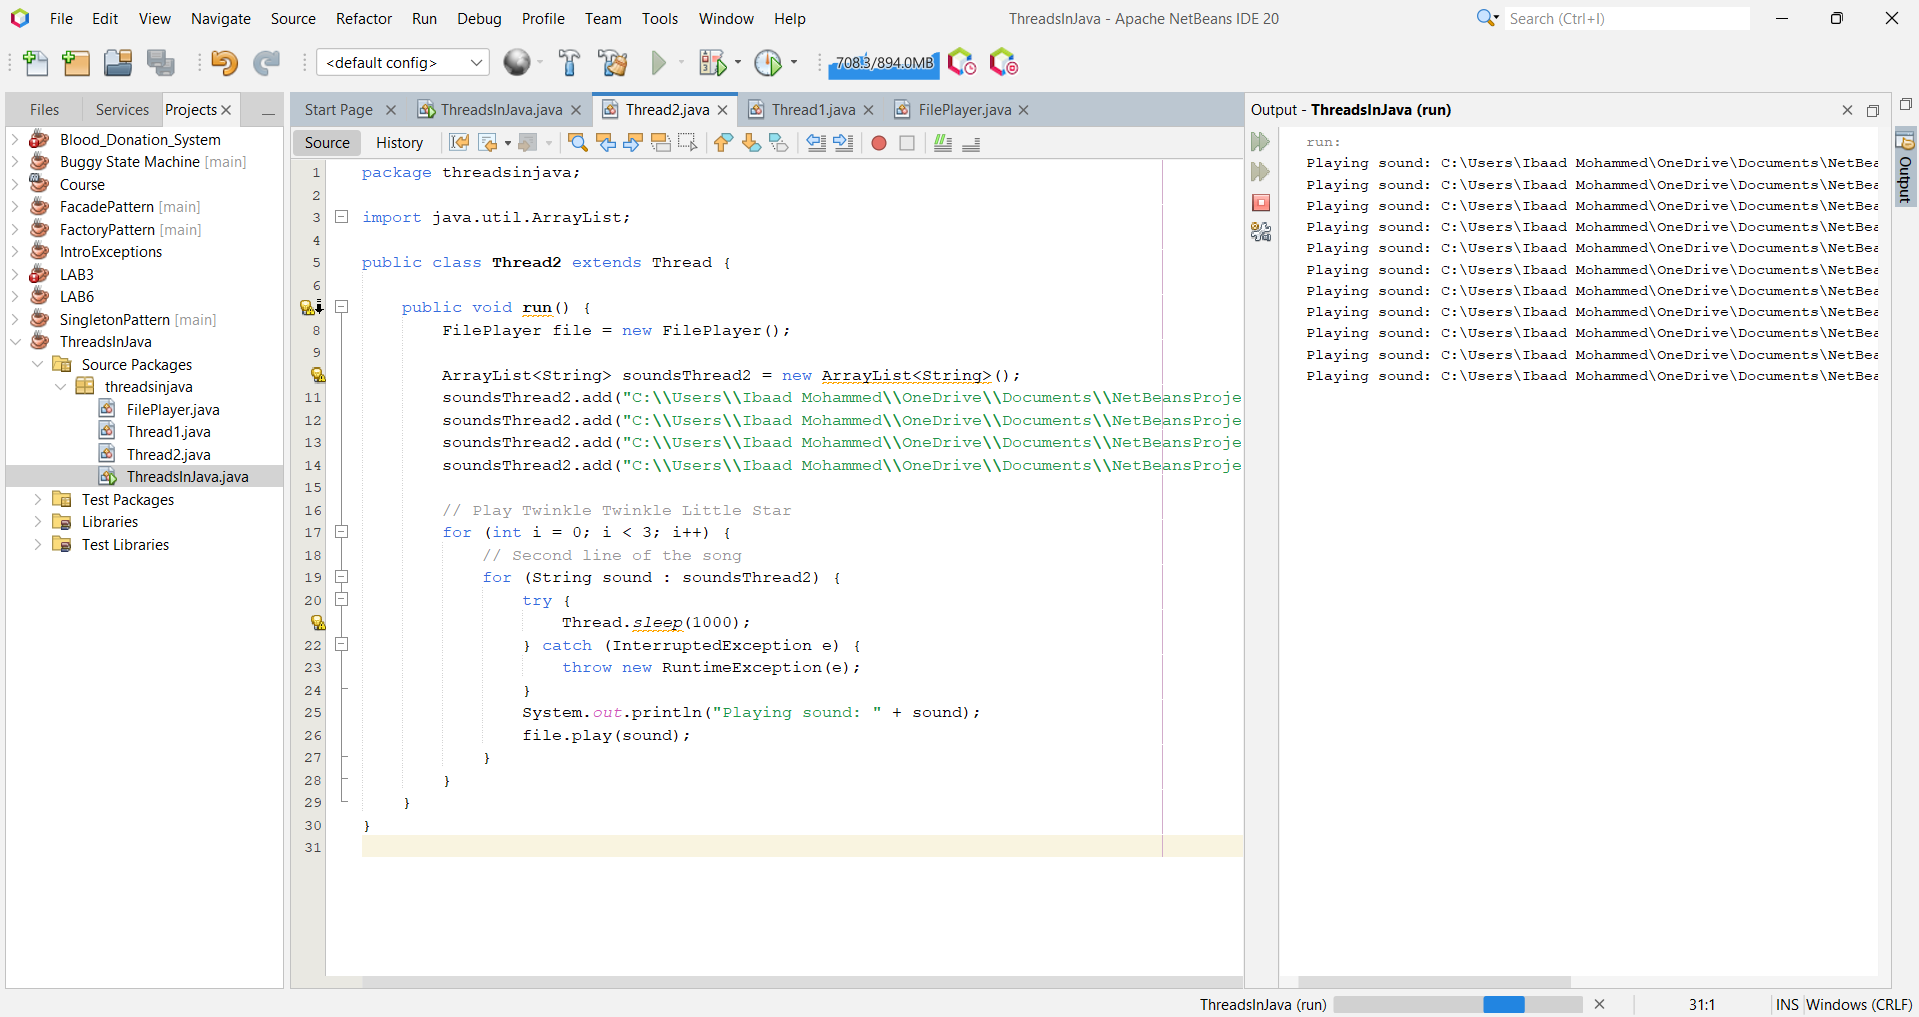 File Edit View Navigate Source Refactor Run Debug Profile Team Tools Window Help
ThreadsInJava - Apache NetBeans IDE 20
Search (Ctrl+I)
<default config>
708.3/894.0MB
Files Services Projects
Start Page ThreadsInJava.java Thread2.java Thread1.java FilePlayer.java
Output - ThreadsInJava (run)
Source History
Output
Blood_Donation_System
Buggy State Machine [main]
Course
FacadePattern [main]
FactoryPattern [main]
IntroExceptions
LAB3
LAB6
SingletonPattern [main]
ThreadsInJava
Source Packages
threadsinjava
FilePlayer.java
Thread1.java
Thread2.java
ThreadsInJava.java
Test Packages
Libraries
Test Libraries
1 package threadsinjava;
2
3 import java.util.ArrayList;
4
5 public class Thread2 extends Thread {
6
public void run() {
8 FilePlayer file = new FilePlayer();
9
ArrayList<String> soundsThread2 = new ArrayList<String>();
11 soundsThread2.add("C:\\Users\\Ibaad Mohammed\\OneDrive\\Documents\\NetBeansProje
12 soundsThread2.add("C:\\Users\\Ibaad Mohammed\\OneDrive\\Documents\\NetBeansProje
13 soundsThread2.add("C:\\Users\\Ibaad Mohammed\\OneDrive\\Documents\\NetBeansProje
14 soundsThread2.add("C:\\Users\\Ibaad Mohammed\\OneDrive\\Documents\\NetBeansProje
15
16 // Play Twinkle Twinkle Little Star
17 for (int i = 0; i < 3; i++) {
18 // Second line of the song
19 for (String sound : soundsThread2) {
20 try {
Thread.sleep(1000);
22 } catch (InterruptedException e) {
23 throw new RuntimeException(e);
24 }
25 System.out.println("Playing sound: " + sound);
26 file.play(sound);
27 }
28 }
29 }
30 }
31
run:
Playing sound: C:\Users\Ibaad Mohammed\OneDrive\Documents\NetBea
Playing sound: C:\Users\Ibaad Mohammed\OneDrive\Documents\NetBea
Playing sound: C:\Users\Ibaad Mohammed\OneDrive\Documents\NetBea
Playing sound: C:\Users\Ibaad Mohammed\OneDrive\Documents\NetBea
Playing sound: C:\Users\Ibaad Mohammed\OneDrive\Documents\NetBea
Playing sound: C:\Users\Ibaad Mohammed\OneDrive\Documents\NetBea
Playing sound: C:\Users\Ibaad Mohammed\OneDrive\Documents\NetBea
Playing sound: C:\Users\Ibaad Mohammed\OneDrive\Documents\NetBea
Playing sound: C:\Users\Ibaad Mohammed\OneDrive\Documents\NetBea
Playing sound: C:\Users\Ibaad Mohammed\OneDrive\Documents\NetBea
Playing sound: C:\Users\Ibaad Mohammed\OneDrive\Documents\NetBea
ThreadsInJava (run) 31:1 INS Windows (CRLF)